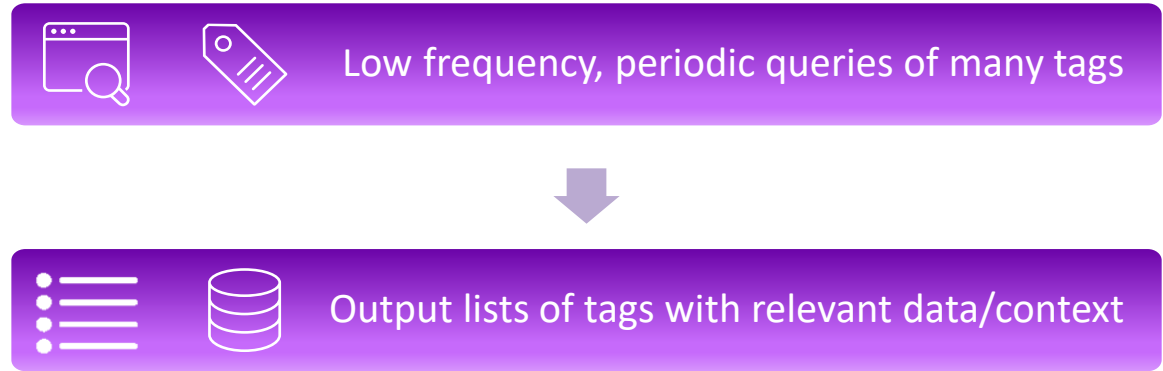 Low frequency, periodic queries of many tags
Output lists of tags with relevant data/context